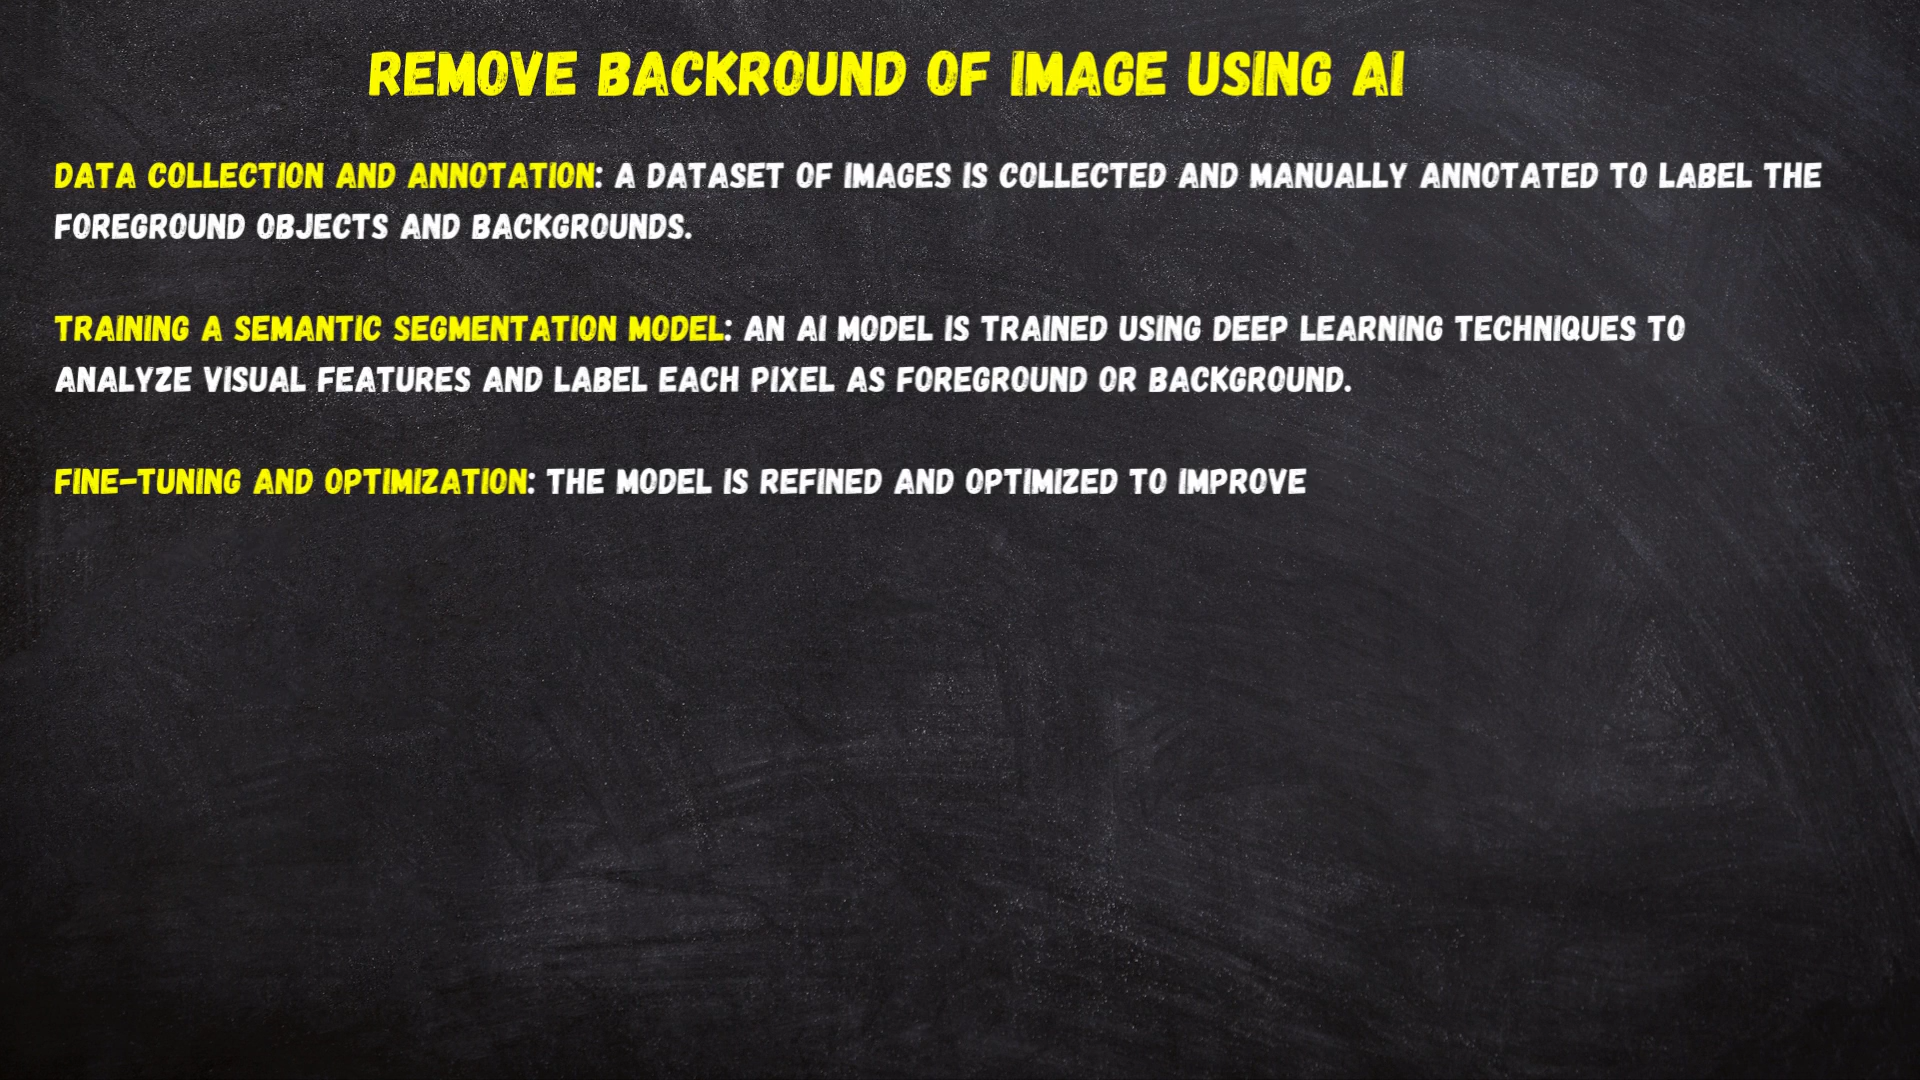 REMOVE BACKROUND OF IMAGE USING AI
DATA COLLECTION AND ANNOTATION: A DATASET OF IMAGES IS COLLECTED AND MANUALLY ANNOTATED TO LABEL THE
FOREGROUND OBJECTS AND BACKGROUNDS.
TRAINING A SEMANTIC SEGMENTATION MODEL: AN AI MODEL IS TRAINED USING DEEP LEARNING TECHNIQUES TO
ANALYZE VISUAL FEATURES AND LABEL EACH PIXEL AS FOREGROUND OR BACKGROUND.
FINE-TUNING AND OPTIMIZATION: THE MODEL IS REFINED AND OPTIMIZED TO IMPROVE